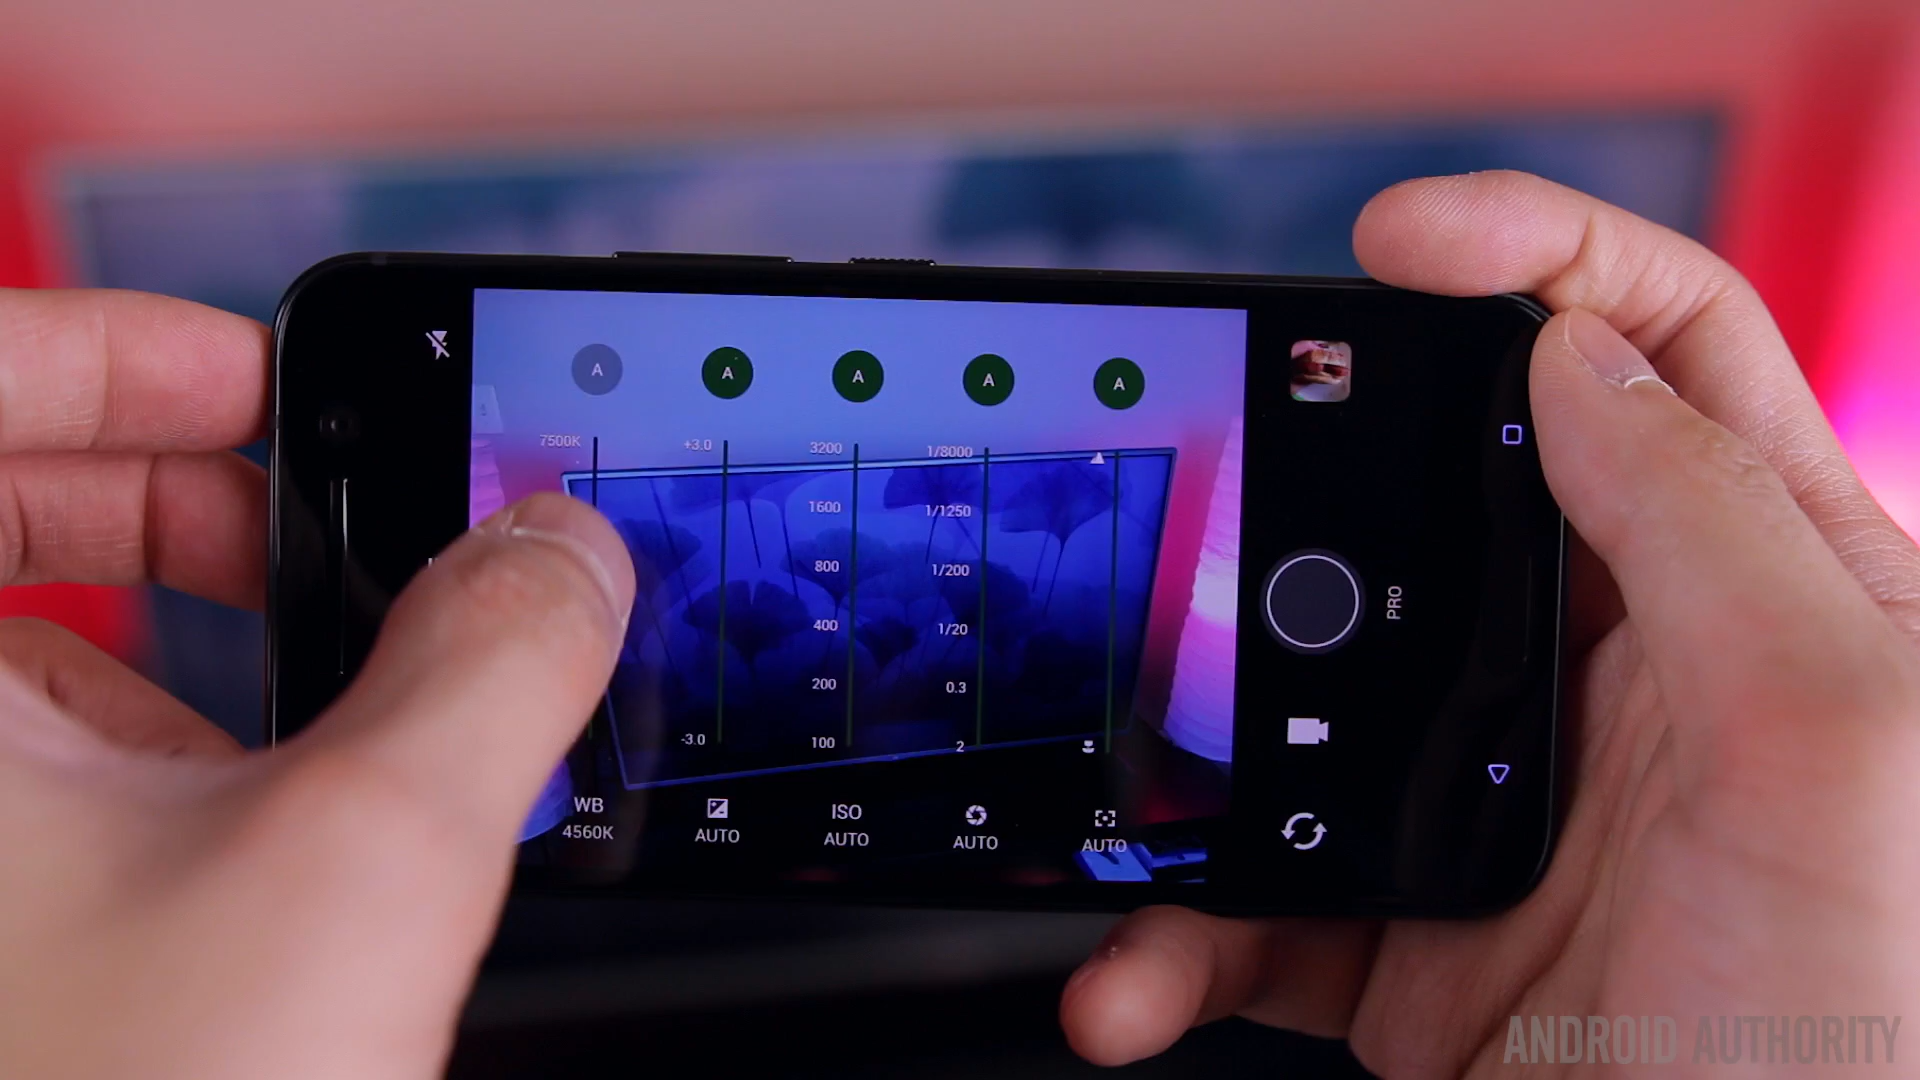 A A A A A
7500K +3.0 3200 1/8000
1600 1/1250
800 1/200
400 1/20
200 0.3
-3.0 100 2
WB ISO
4560K AUTO AUTO AUTO AUTO
PRO
ANDROID AUTHORITY